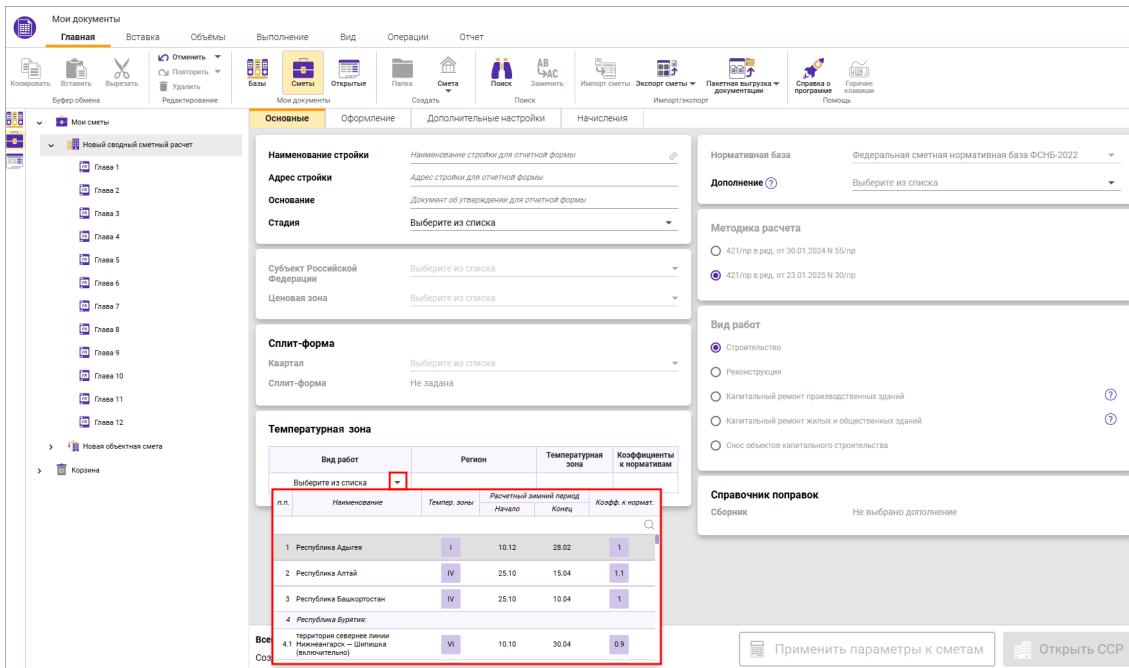 Мои документы
Главная Вставка Объёмы Выполнение Вид Операции Отчет
Копировать Вставить Вырезать
Отменить
Повторить
Удалить
Базы Сметы Открытые Папка Смета Поиск Заменить Импорт сметы Экспорт сметы Пакетная выгрузка документации Справка о программе Горячие клавиши
AB
AC
Буфер обмена Редактирование Мои документы Создать Поиск Импорт/экспорт Помощь
Мои сметы
Новый сводный сметный расчет
Глава 1
Глава 2
Глава 3
Глава 4
Глава 5
Глава 6
Глава 7
Глава 8
Глава 9
Глава 10
Глава 11
Глава 12
Новая объектная смета
Корзина
Основные Оформление Дополнительные настройки Начисления
Наименование стройки Наименование стройки для отчетной формы
Адрес стройки Адрес стройки для отчетной формы
Основание Документ об утверждении для отчетной формы
Стадия Выберите из списка
Субъект Российской Федерации Выберите из списка
Ценовая зона Выберите из списка
Сплит-форма
Квартал Выберите из списка
Сплит-форма Не задана
Температурная зона
Вид работ Регион Температурная зона Коэффициенты к нормативам
Выберите из списка
п.п. Наименование Темпер. зоны Расчетный зимний период Коэфф. к нормат.
Начало Конец
1 Республика Адыгея I 10.12 28.02 1
2 Республика Алтай IV 25.10 15.04 1.1
3 Республика Башкортостан IV 25.10 10.04 1
4 Республика Бурятия:
4.1 территория севернее линии Нижнеангарск — Шипишка (включительно) VI 10.10 30.04 0.9
Все
Соз
Нормативная база Федеральная сметная нормативная база ФСНБ-2022
Дополнение ? Выберите из списка
Методика расчета
421/пр в ред. от 30.01.2024 N 55/пр
421/пр в ред. от 23.01.2025 N 30/пр
Вид работ
Строительство
Реконструкция
Капитальный ремонт производственных зданий ?
Капитальный ремонт жилых и общественных зданий ?
Снос объектов капитального строительства
Справочник поправок
Сборник Не выбрано дополнение
Применить параметры к сметам Открыть ССР